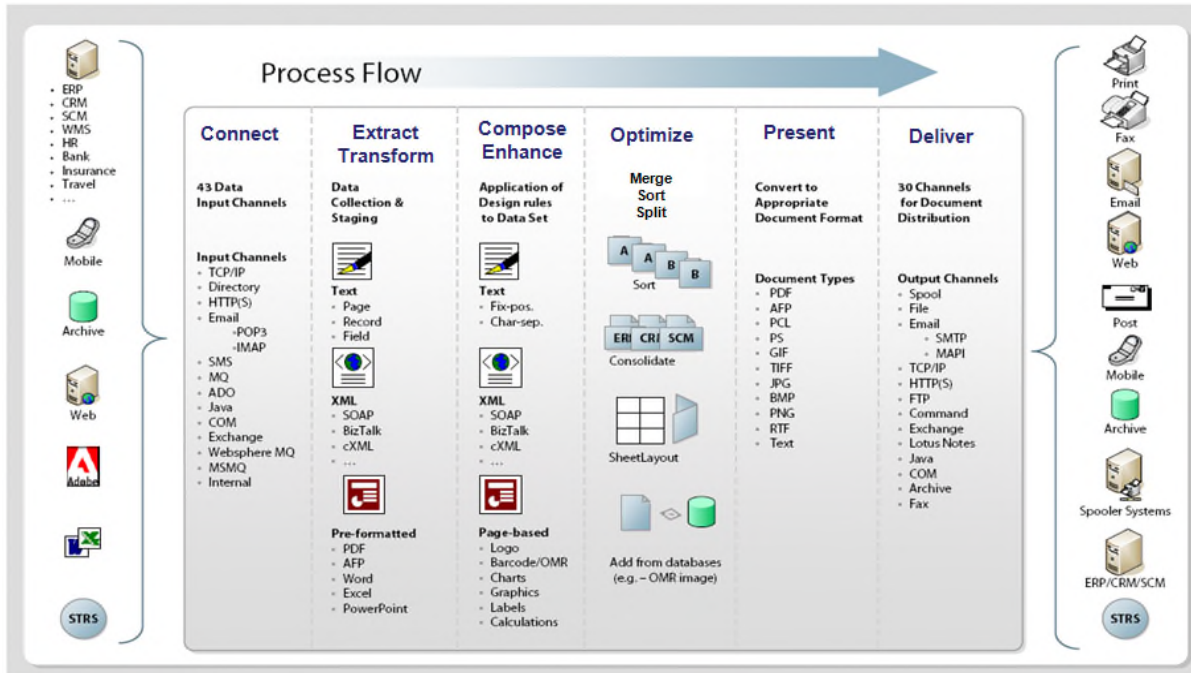 Process Flow
ERP
CRM
SCM
WMS
HR
Bank
Insurance
Travel
...
Mobile
Archive
Web
Adobe
W X
STRS
Connect
43 Data
Input Channels
Input Channels
TCP/IP
Directory
HTTP(S)
Email
POP3
IMAP
SMS
MQ
ADO
Java
COM
Exchange
Websphere MQ
MSMQ
Internal
Extract
Transform
Data
Collection &
Staging
Text
Page
Record
Field
XML
SOAP
BizTalk
cXML
...
Pre-formatted
PDF
AFP
Word
Excel
PowerPoint
Compose
Enhance
Application of
Design rules
to Data Set
Text
Fix-pos.
Char-sep.
XML
SOAP
BizTalk
cXML
...
Page-based
Logo
Barcode/OMR
Charts
Graphics
Labels
Calculations
Optimize
Merge
Sort
Split
A A B B
Sort
ERP CRM SCM
Consolidate
SheetLayout
Add from databases
(e.g. – OMR image)
Present
Convert to
Appropriate
Document Format
Document Types
PDF
AFP
PCL
PS
GIF
TIFF
JPG
BMP
PNG
RTF
Text
Deliver
30 Channels
for Document
Distribution
Output Channels
Spool
File
Email
SMTP
MAPI
TCP/IP
HTTP(S)
FTP
Command
Exchange
Lotus Notes
Java
COM
Archive
Fax
Print
Fax
Email
Web
Post
Mobile
Archive
Spooler Systems
ERP/CRM/SCM
STRS